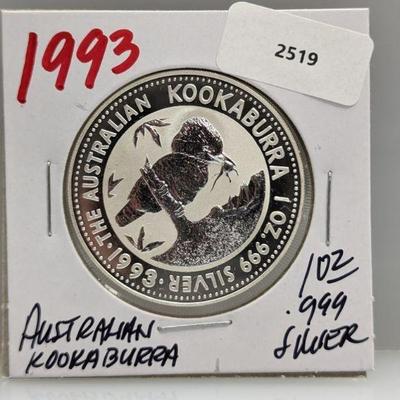 1993
2519
1993 · THE AUSTRALIAN KOOKABURRA 1 OZ 999 SILVER ·
AUSTRALIAN
KOOKABURRA
1OZ
.999
SILVER